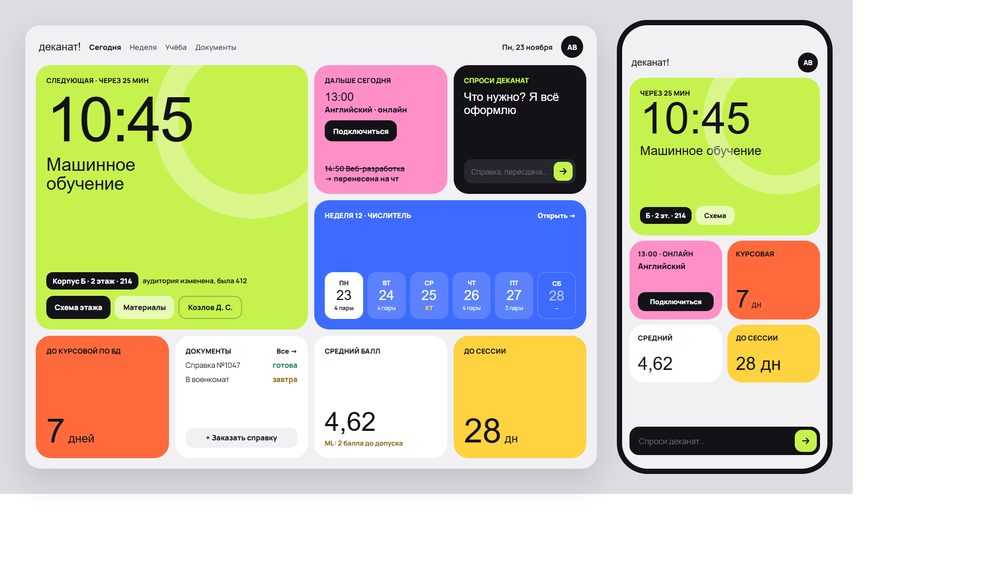 деканат!
Сегодня
Неделя
Учёба
Документы
Пн, 23 ноября
АВ
СЛЕДУЮЩАЯ · ЧЕРЕЗ 25 МИН
10:45
Машинное
обучение
Корпус Б · 2 этаж · 214
аудитория изменена, была 412
Схема этажа
Материалы
Козлов Д. С.
ДАЛЬШЕ СЕГОДНЯ
13:00
Английский · онлайн
Подключиться
14:50 Веб-разработка
→ перенесена на чт
СПРОСИ ДЕКАНАТ
Что нужно? Я всё
оформлю
Справка, пересдача...
→
НЕДЕЛЯ 12 · ЧИСЛИТЕЛЬ
Открыть →
ПН
23
4 пары
ВТ
24
4 пары
СР
25
КТ
ЧТ
26
4 пары
ПТ
27
3 пары
СБ
28
—
ДО КУРСОВОЙ ПО БД
7 дней
ДОКУМЕНТЫ
Все →
Справка №1047
готова
В военкомат
завтра
+ Заказать справку
СРЕДНИЙ БАЛЛ
4,62
ML: 2 балла до допуска
ДО СЕССИИ
28 дн
деканат!
АВ
ЧЕРЕЗ 25 МИН
10:45
Машинное обучение
Б · 2 эт. · 214
Схема
13:00 · ОНЛАЙН
Английский
Подключиться
КУРСОВАЯ
7 дн
СРЕДНИЙ
4,62
ДО СЕССИИ
28 дн
Спроси деканат...
→